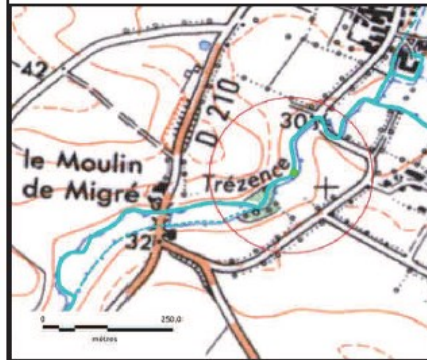 42
D 210
30
le Moulin
de Migré
Trézence
32
0 250,0
mètres